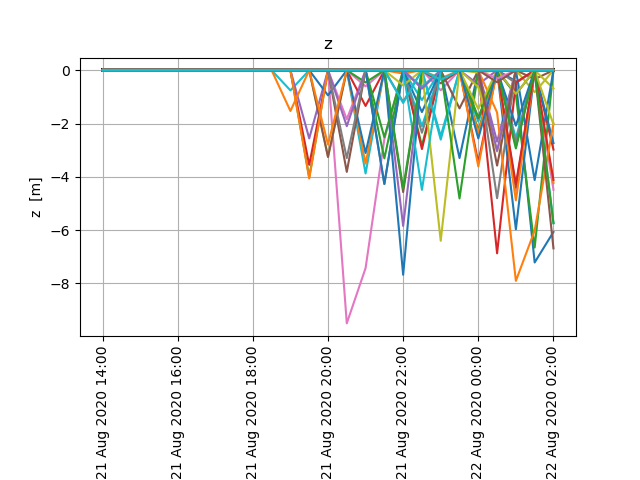 z
0
−2
−4
−6
−8
z [m]
21 Aug 2020 14:00
21 Aug 2020 16:00
21 Aug 2020 18:00
21 Aug 2020 20:00
21 Aug 2020 22:00
22 Aug 2020 00:00
22 Aug 2020 02:00